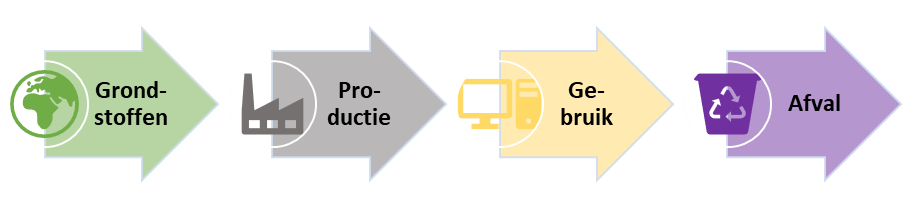 Grond-
stoffen
Pro-
ductie
Ge-
bruik
Afval